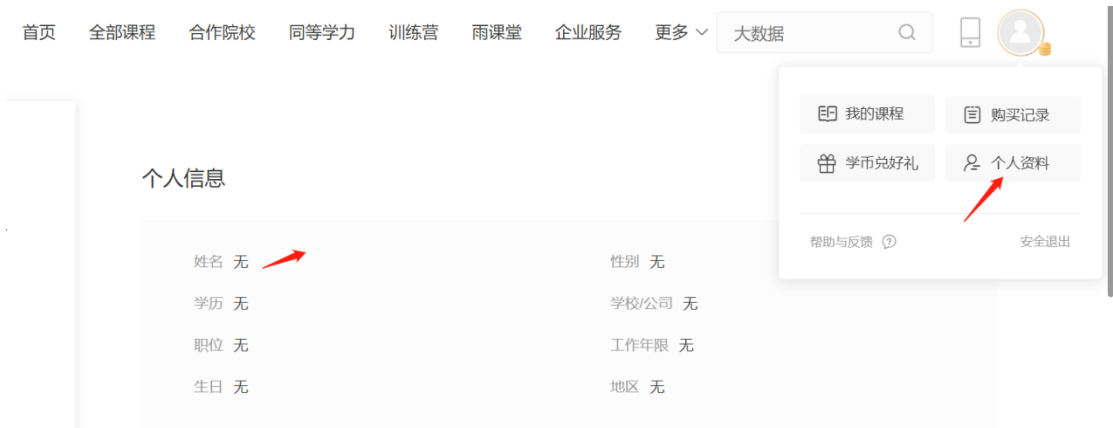 首页 全部课程 合作院校 同等学力 训练营 雨课堂 企业服务 更多 大数据
我的课程 购买记录
学币兑好礼 个人资料
帮助与反馈 安全退出
个人信息
姓名 无 性别 无
学历 无 学校/公司 无
职位 无 工作年限 无
生日 无 地区 无